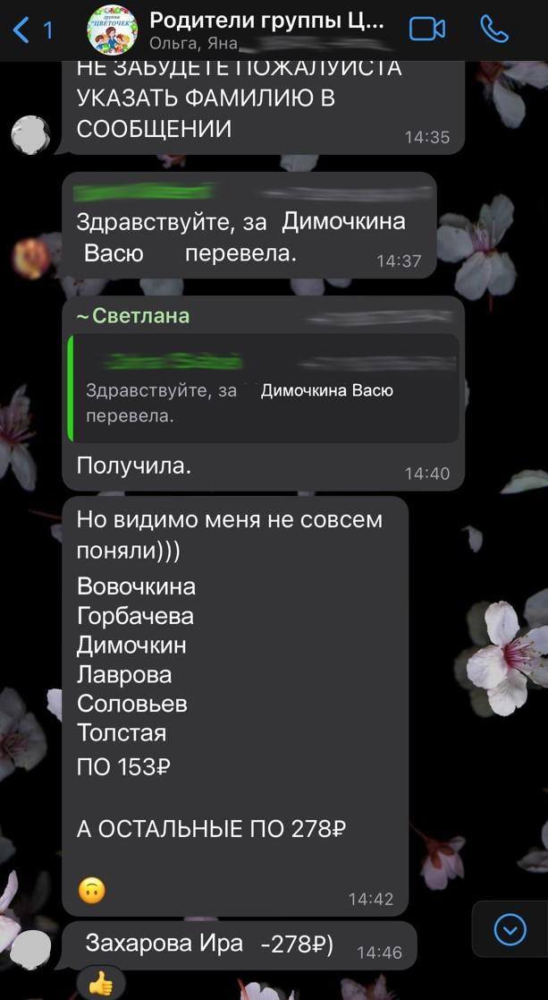 1
группа
"ЦВЕТОЧЕК"
Родители группы Ц...
Ольга, Яна
НЕ ЗАБУДЕТЕ ПОЖАЛУЙСТА
УКАЗАТЬ ФАМИЛИЮ В
СООБЩЕНИИ
14:35
Здравствуйте, за Димочкина
Васю перевела.
14:37
~Светлана
Здравствуйте, за Димочкина Васю
перевела.
Получила.
14:40
Но видимо меня не совсем
поняли)))
Вовочкина
Горбачева
Димочкин
Лаврова
Соловьев
Толстая
ПО 153₽
А ОСТАЛЬНЫЕ ПО 278₽
🙃
14:42
Захарова Ира -278₽)
14:46
👍